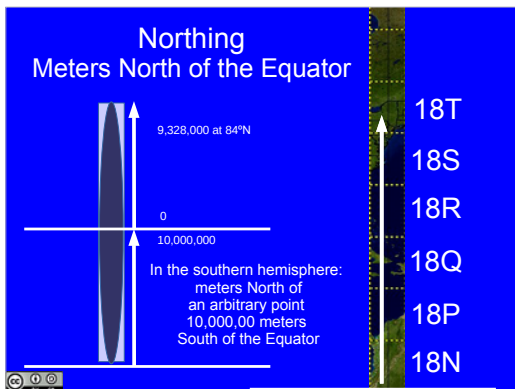 Northing
Meters North of the Equator
9,328,000 at 84ºN
0
10,000,000
In the southern hemisphere:
meters North of
an arbitrary point
10,000,00 meters
South of the Equator
18T
18S
18R
18Q
18P
18N
cc